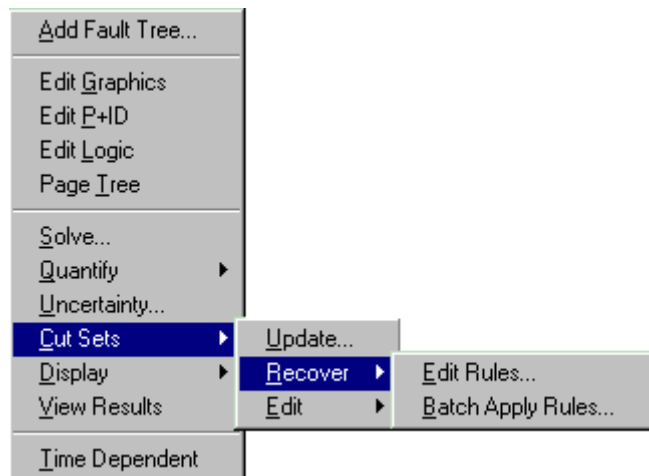 Add Fault Tree...
Edit Graphics
Edit P+ID
Edit Logic
Page Tree
Solve...
Quantify
Uncertainty...
Cut Sets
Display
View Results
Time Dependent
Update...
Recover
Edit
Edit Rules...
Batch Apply Rules...